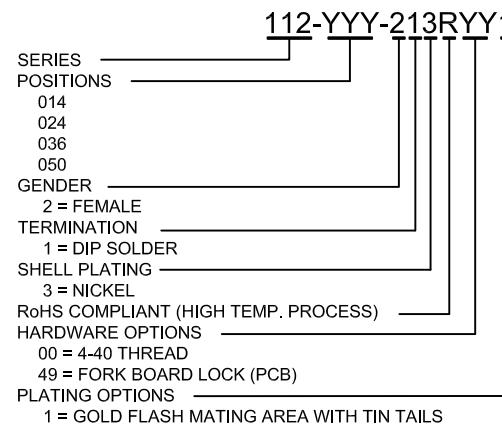 112-YYY-213RYY
SERIES
POSITIONS
014
024
036
050
GENDER
2 = FEMALE
TERMINATION
1 = DIP SOLDER
SHELL PLATING
3 = NICKEL
RoHS COMPLIANT (HIGH TEMP. PROCESS)
HARDWARE OPTIONS
00 = 4-40 THREAD
49 = FORK BOARD LOCK (PCB)
PLATING OPTIONS
1 = GOLD FLASH MATING AREA WITH TIN TAILS